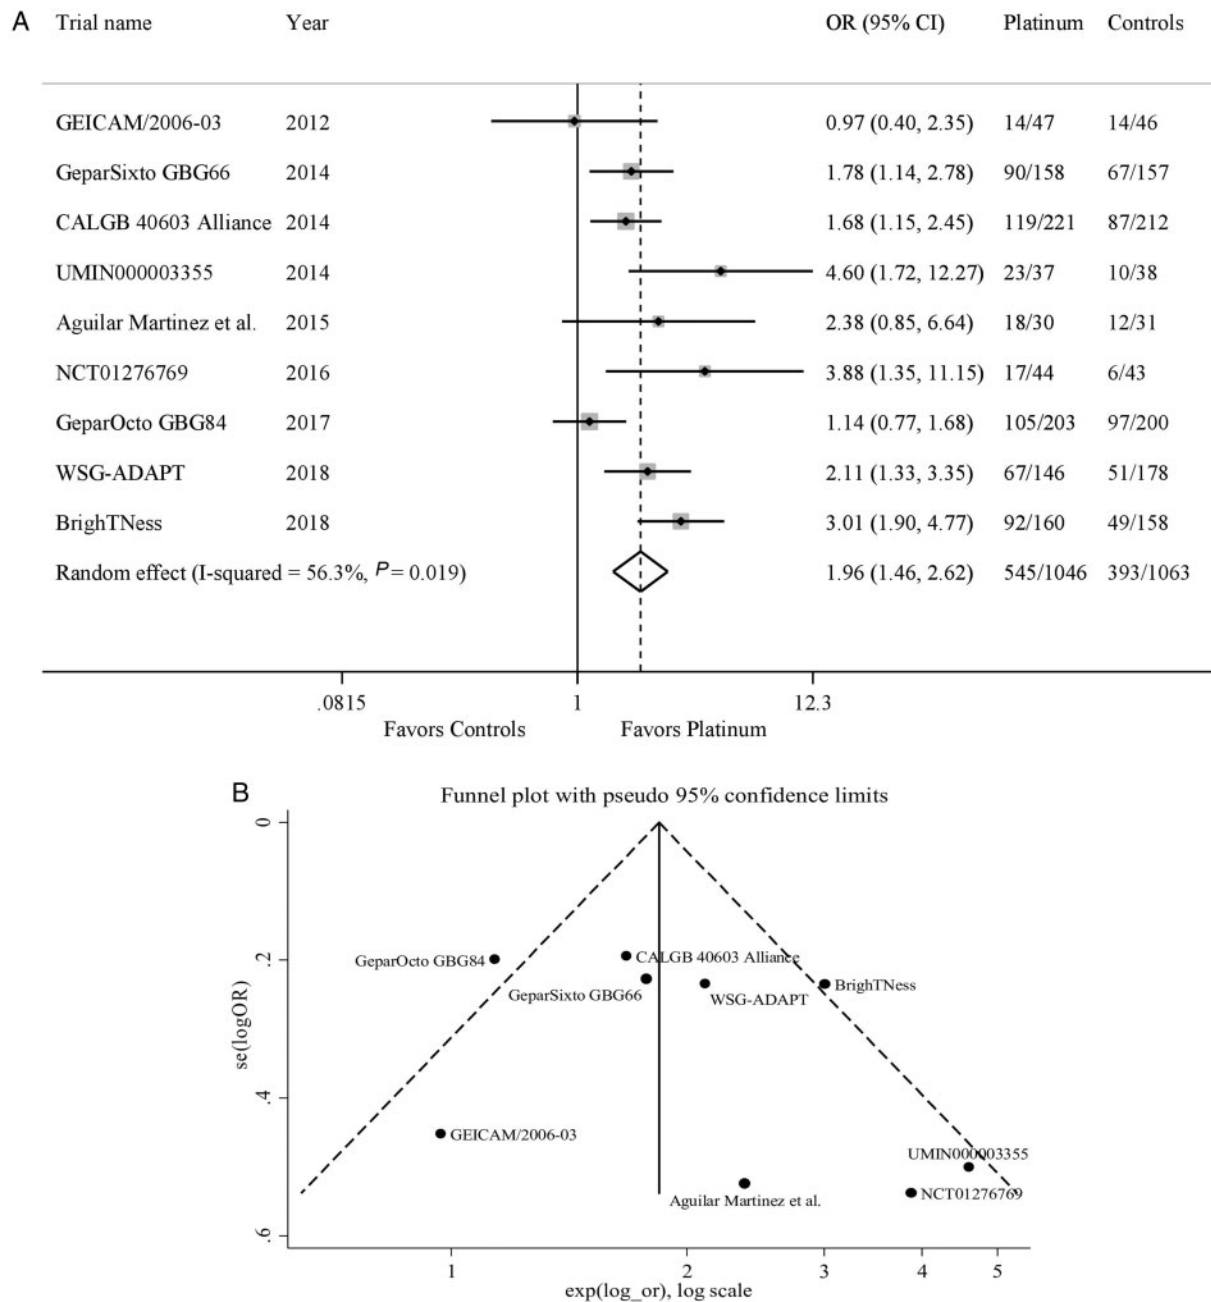 A Trial name Year OR (95% CI) Platinum Controls
GEICAM/2006-03 2012 0.97 (0.40, 2.35) 14/47 14/46
GeparSixto GBG66 2014 1.78 (1.14, 2.78) 90/158 67/157
CALGB 40603 Alliance 2014 1.68 (1.15, 2.45) 119/221 87/212
UMIN000003355 2014 4.60 (1.72, 12.27) 23/37 10/38
Aguilar Martinez et al. 2015 2.38 (0.85, 6.64) 18/30 12/31
NCT01276769 2016 3.88 (1.35, 11.15) 17/44 6/43
GeparOcto GBG84 2017 1.14 (0.77, 1.68) 105/203 97/200
WSG-ADAPT 2018 2.11 (1.33, 3.35) 67/146 51/178
BrighTNess 2018 3.01 (1.90, 4.77) 92/160 49/158
Random effect (I-squared = 56.3%, P = 0.019) 1.96 (1.46, 2.62) 545/1046 393/1063
.0815 1 12.3
Favors Controls Favors Platinum
B Funnel plot with pseudo 95% confidence limits
se(logOR)
0
.2
.4
.6
GeparOcto GBG84
CALGB 40603 Alliance
GeparSixto GBG66
WSG-ADAPT
BrighTNess
GEICAM/2006-03
UMIN000003355
Aguilar Martinez et al.
NCT01276769
1 2 3 4 5
exp(log_or), log scale